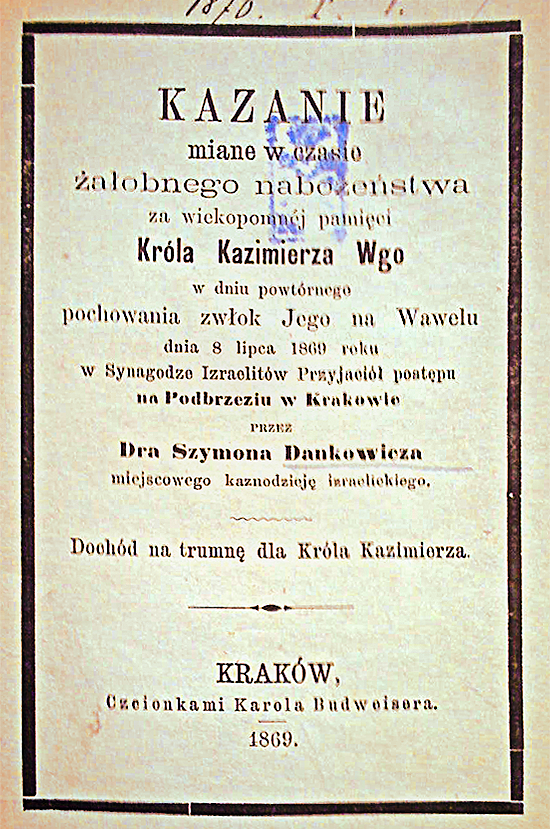 1870. I. 1.
KAZANIE
miane w czasie
żałobnego nabożeństwa
za wiekopomnéj pamięci
Króla Kazimierza Wgo
w dniu powtórnego
pochowania zwłok Jego na Wawelu
dnia 8 lipca 1869 roku
w Synagodze Izraelitów Przyjaciół postępu
na Podbrzeziu w Krakowie
PRZEZ
Dra Szymona Dankowicza
miejscowego kaznodzieję izraelickiego.
Dochód na trumnę dla Króla Kazimierza.
KRAKÓW,
Czcionkami Karola Budweisera.
1869.